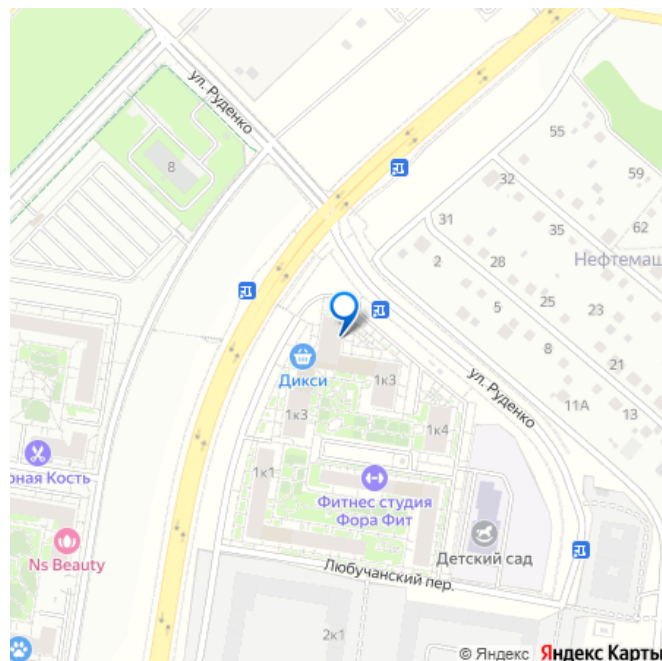 ул. Руденко
8
55
59
32
31
35
62
2
28
Нефтемаш
5
25
23
8
21
Дикси
1к3
ул. Руденко
11А
13
1к3
1к4
1к1
рная Кость
Фитнес студия
Фора Фит
Ns Beauty
Детский сад
Любучанский пер.
2к1
© Яндекс Яндекс Карты